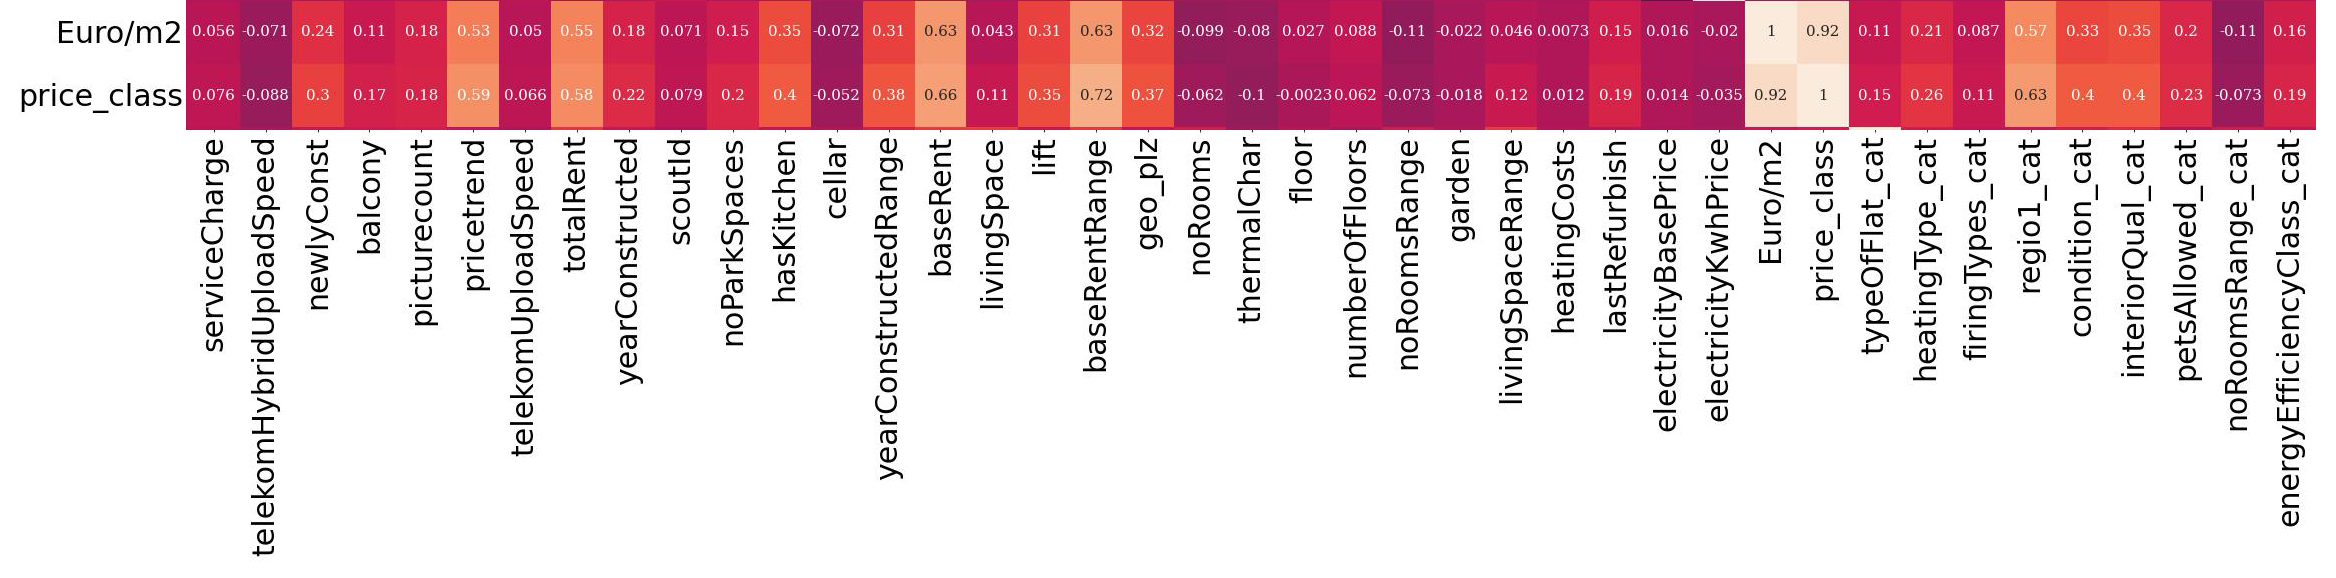 Euro/m2 0.056 -0.071 0.24 0.11 0.18 0.53 0.05 0.55 0.18 0.071 0.15 0.35 -0.072 0.31 0.63 0.043 0.31 0.63 0.32 -0.099 -0.08 0.027 0.088 -0.11 -0.022 0.046 0.0073 0.15 0.016 -0.02 1 0.92 0.11 0.21 0.087 0.57 0.33 0.35 0.2 -0.11 0.16
price_class 0.076 -0.088 0.3 0.17 0.18 0.59 0.066 0.58 0.22 0.079 0.2 0.4 -0.052 0.38 0.66 0.11 0.35 0.72 0.37 -0.062 -0.1 -0.0023 0.062 -0.073 -0.018 0.12 0.012 0.19 0.014 -0.035 0.92 1 0.15 0.26 0.11 0.63 0.4 0.4 0.23 -0.073 0.19
serviceCharge
telekomHybridUploadSpeed
newlyConst
balcony
picturecount
pricetrend
telekomUploadSpeed
totalRent
yearConstructed
scoutId
noParkSpaces
hasKitchen
cellar
yearConstructedRange
baseRent
livingSpace
lift
baseRentRange
geo_plz
noRooms
thermalChar
floor
numberOfFloors
noRoomsRange
garden
livingSpaceRange
heatingCosts
lastRefurbish
electricityBasePrice
electricityKwhPrice
Euro/m2
price_class
typeOfFlat_cat
heatingType_cat
firingTypes_cat
regio1_cat
condition_cat
interiorQual_cat
petsAllowed_cat
noRoomsRange_cat
energyEfficiencyClass_cat